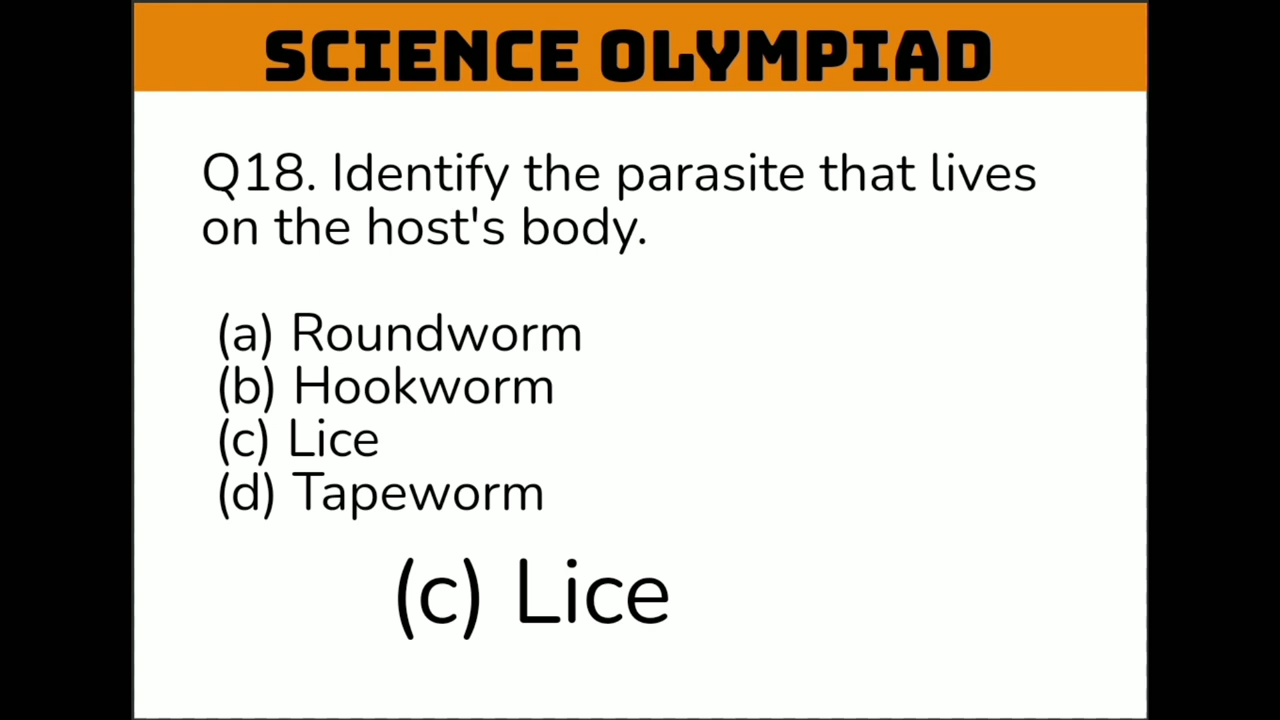 SCIENCE OLYMPIAD
Q18. Identify the parasite that lives
on the host's body.
(a) Roundworm
(b) Hookworm
(c) Lice
(d) Tapeworm
(c) Lice